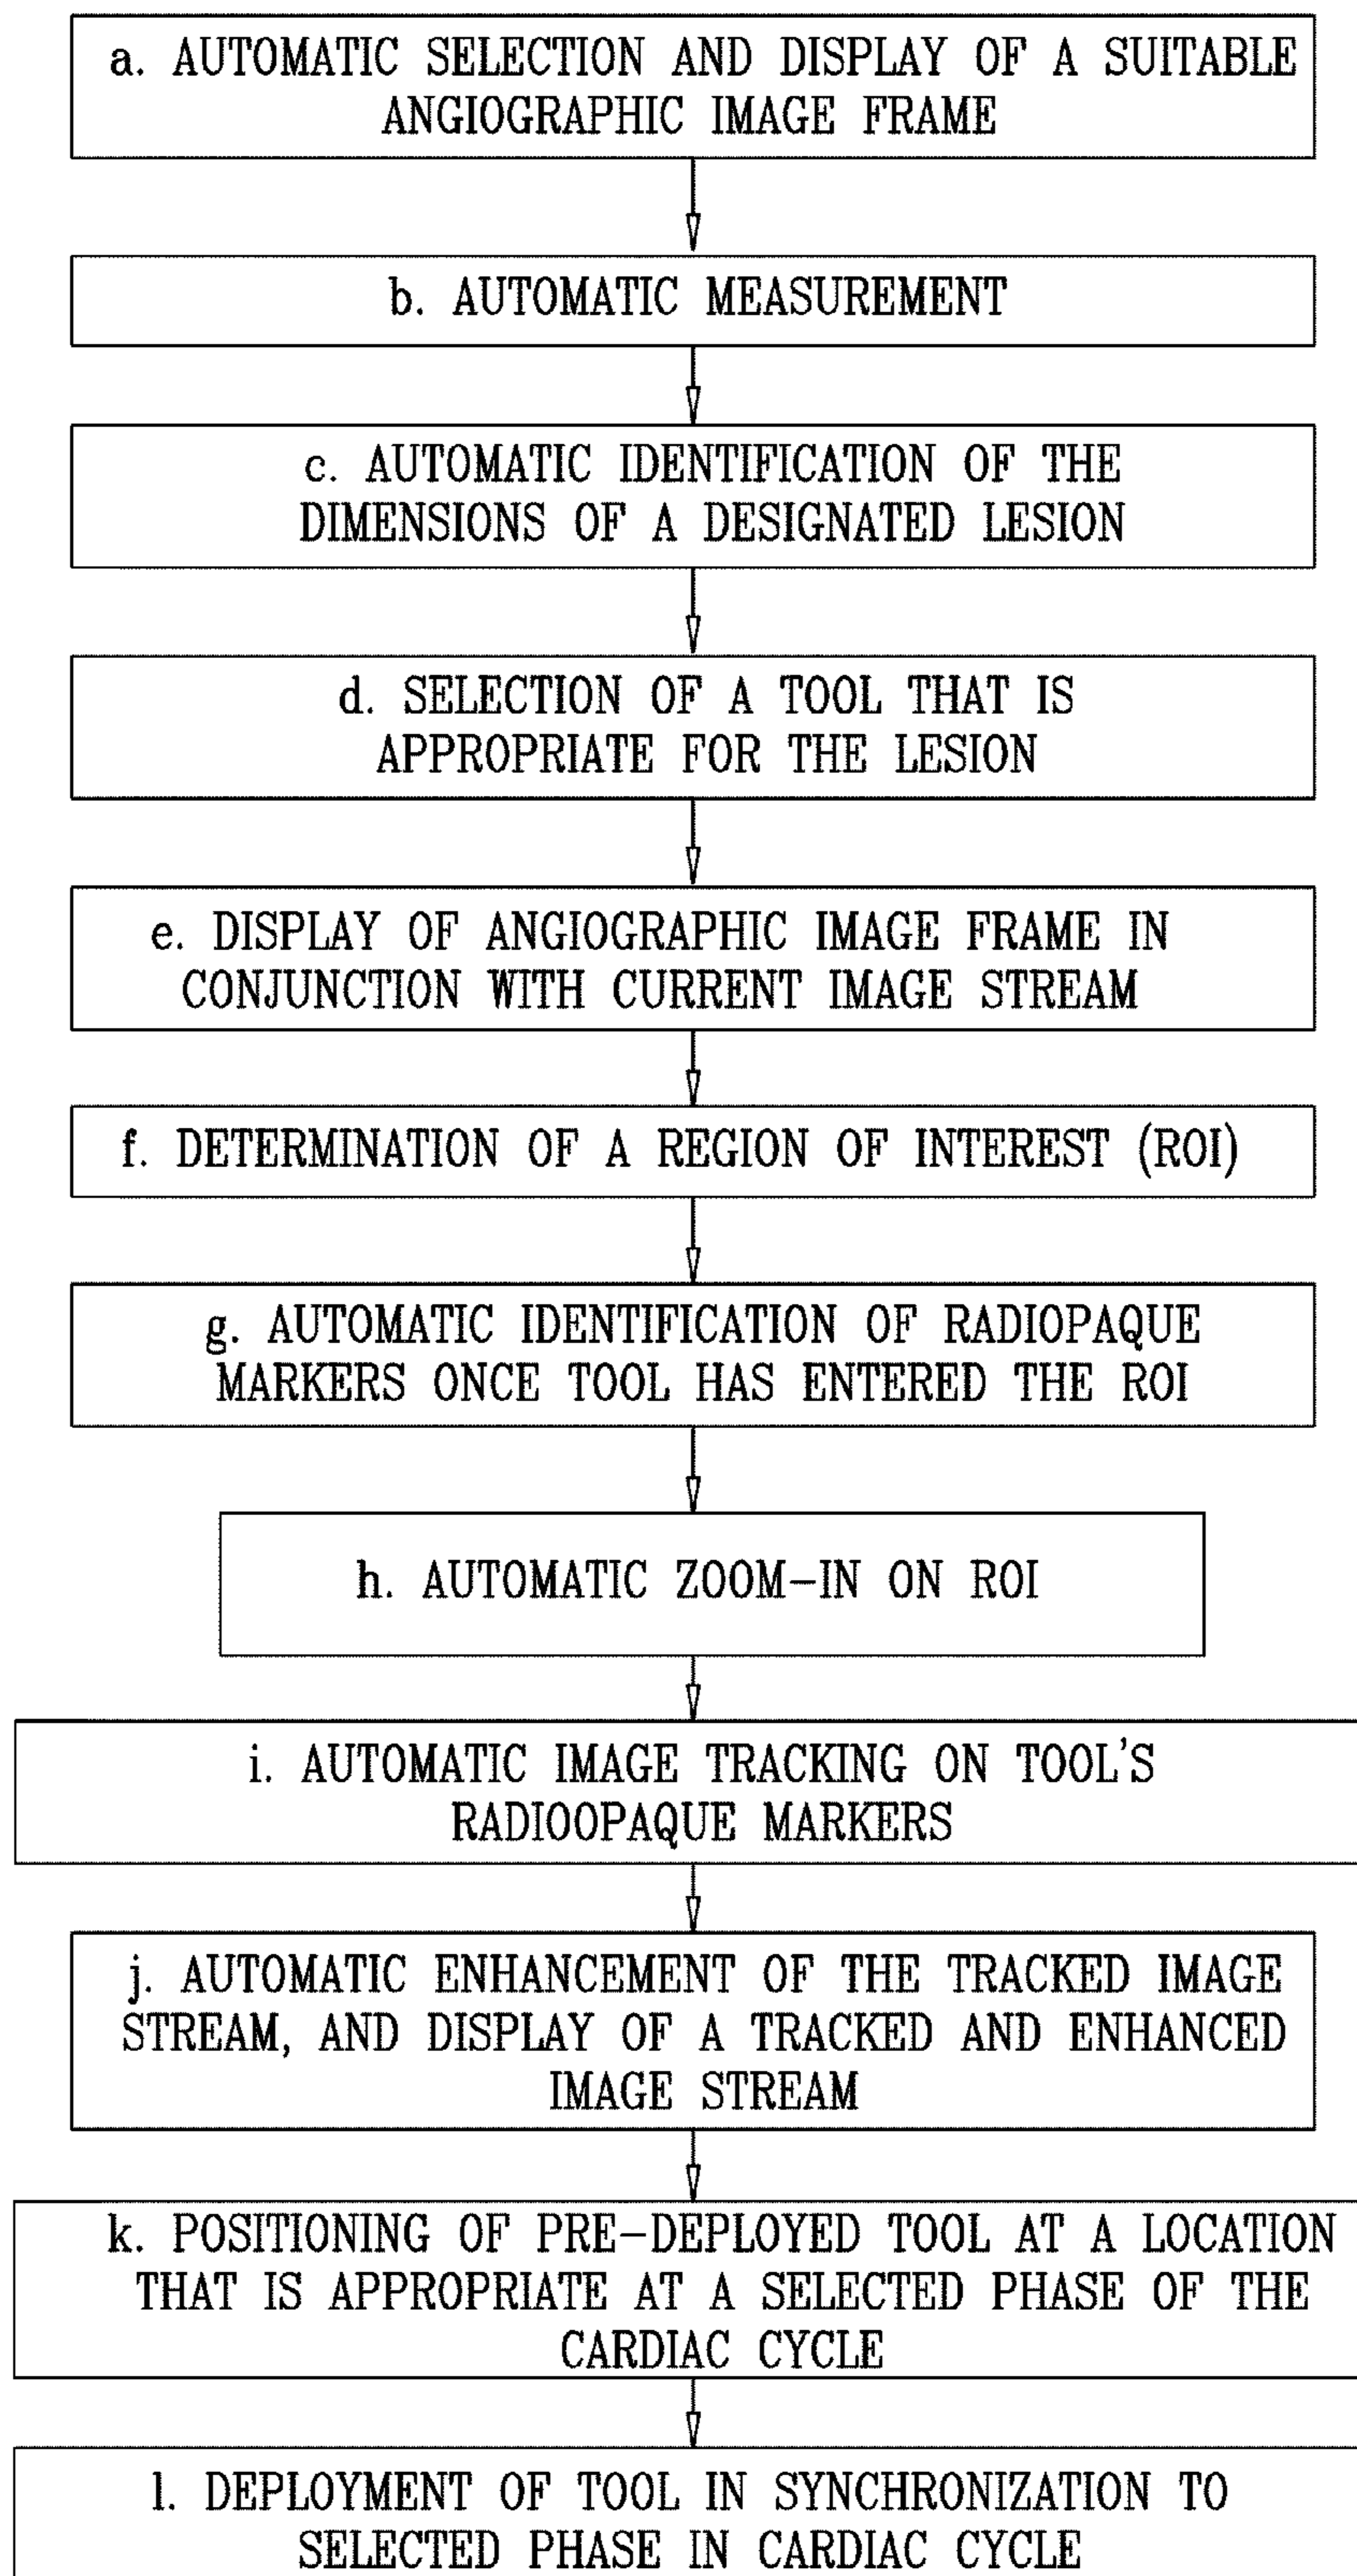 a. AUTOMATIC SELECTION AND DISPLAY OF A SUITABLE
ANGIOGRAPHIC IMAGE FRAME
b. AUTOMATIC MEASUREMENT
c. AUTOMATIC IDENTIFICATION OF THE
DIMENSIONS OF A DESIGNATED LESION
d. SELECTION OF A TOOL THAT IS
APPROPRIATE FOR THE LESION
e. DISPLAY OF ANGIOGRAPHIC IMAGE FRAME IN
CONJUNCTION WITH CURRENT IMAGE STREAM
f. DETERMINATION OF A REGION OF INTEREST (ROI)
g. AUTOMATIC IDENTIFICATION OF RADIOPAQUE
MARKERS ONCE TOOL HAS ENTERED THE ROI
h. AUTOMATIC ZOOM-IN ON ROI
i. AUTOMATIC IMAGE TRACKING ON TOOL'S
RADIOOPAQUE MARKERS
j. AUTOMATIC ENHANCEMENT OF THE TRACKED IMAGE
STREAM, AND DISPLAY OF A TRACKED AND ENHANCED
IMAGE STREAM
k. POSITIONING OF PRE-DEPLOYED TOOL AT A LOCATION
THAT IS APPROPRIATE AT A SELECTED PHASE OF THE
CARDIAC CYCLE
l. DEPLOYMENT OF TOOL IN SYNCHRONIZATION TO
SELECTED PHASE IN CARDIAC CYCLE